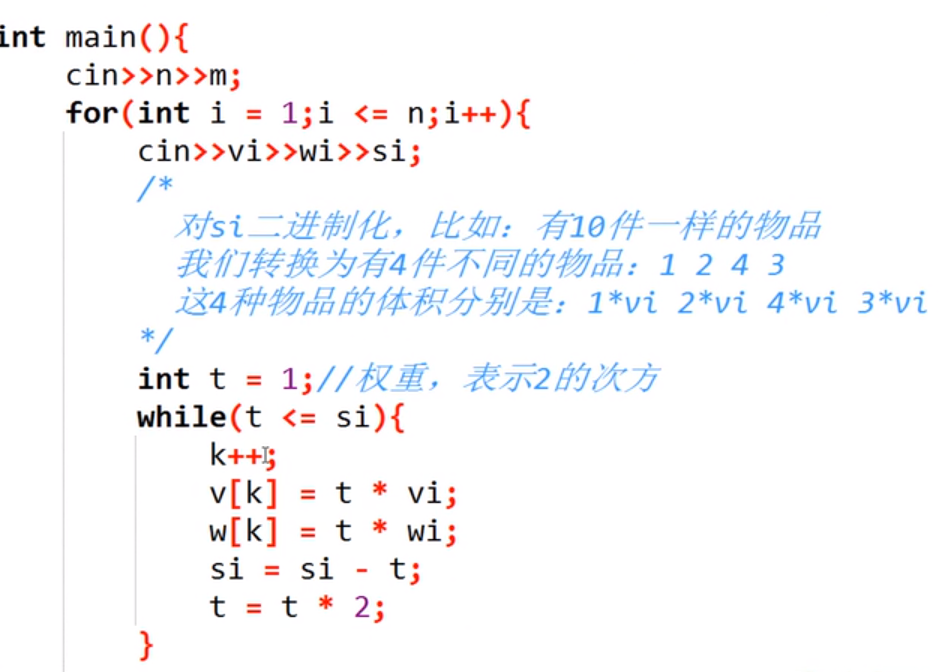 int main(){
cin>>n>>m;
for(int i = 1;i <= n;i++){
cin>>vi>>wi>>si;
/*
对si二进制化，比如：有10件一样的物品
我们转换为有4件不同的物品：1 2 4 3
这4种物品的体积分别是：1*vi 2*vi 4*vi 3*vi
*/
int t = 1;//权重，表示2的次方
while(t <= si){
k++;
v[k] = t * vi;
w[k] = t * wi;
si = si - t;
t = t * 2;
}